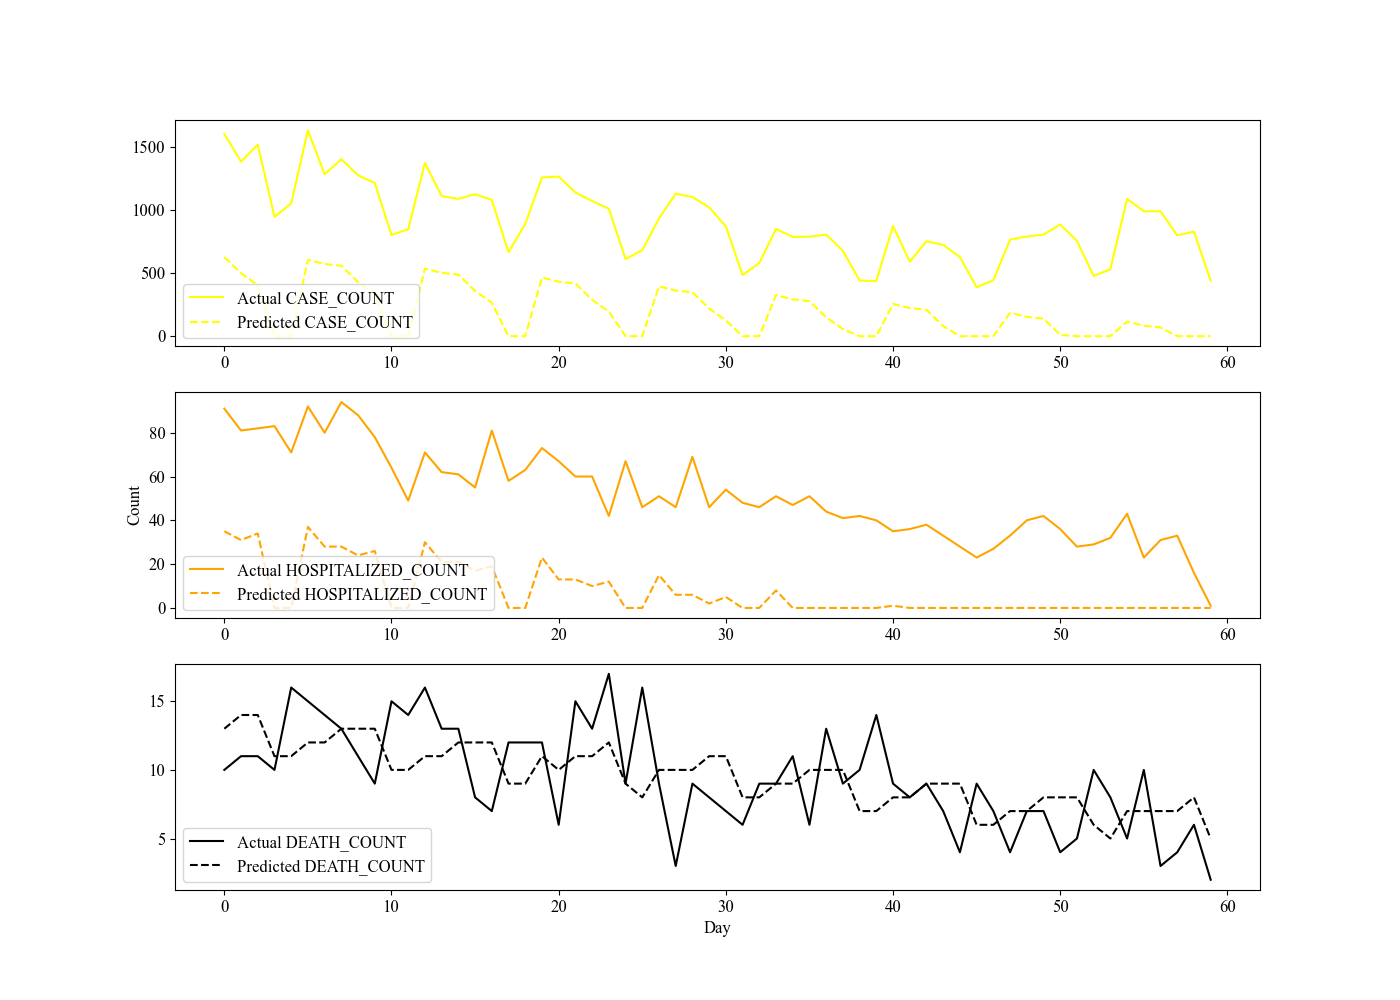 1500
1000
500
0
Actual CASE_COUNT
Predicted CASE_COUNT
0 10 20 30 40 50 60
80
60
40
20
0
Count
Actual HOSPITALIZED_COUNT
Predicted HOSPITALIZED_COUNT
0 10 20 30 40 50 60
15
10
5
Actual DEATH_COUNT
Predicted DEATH_COUNT
0 10 20 30 40 50 60
Day